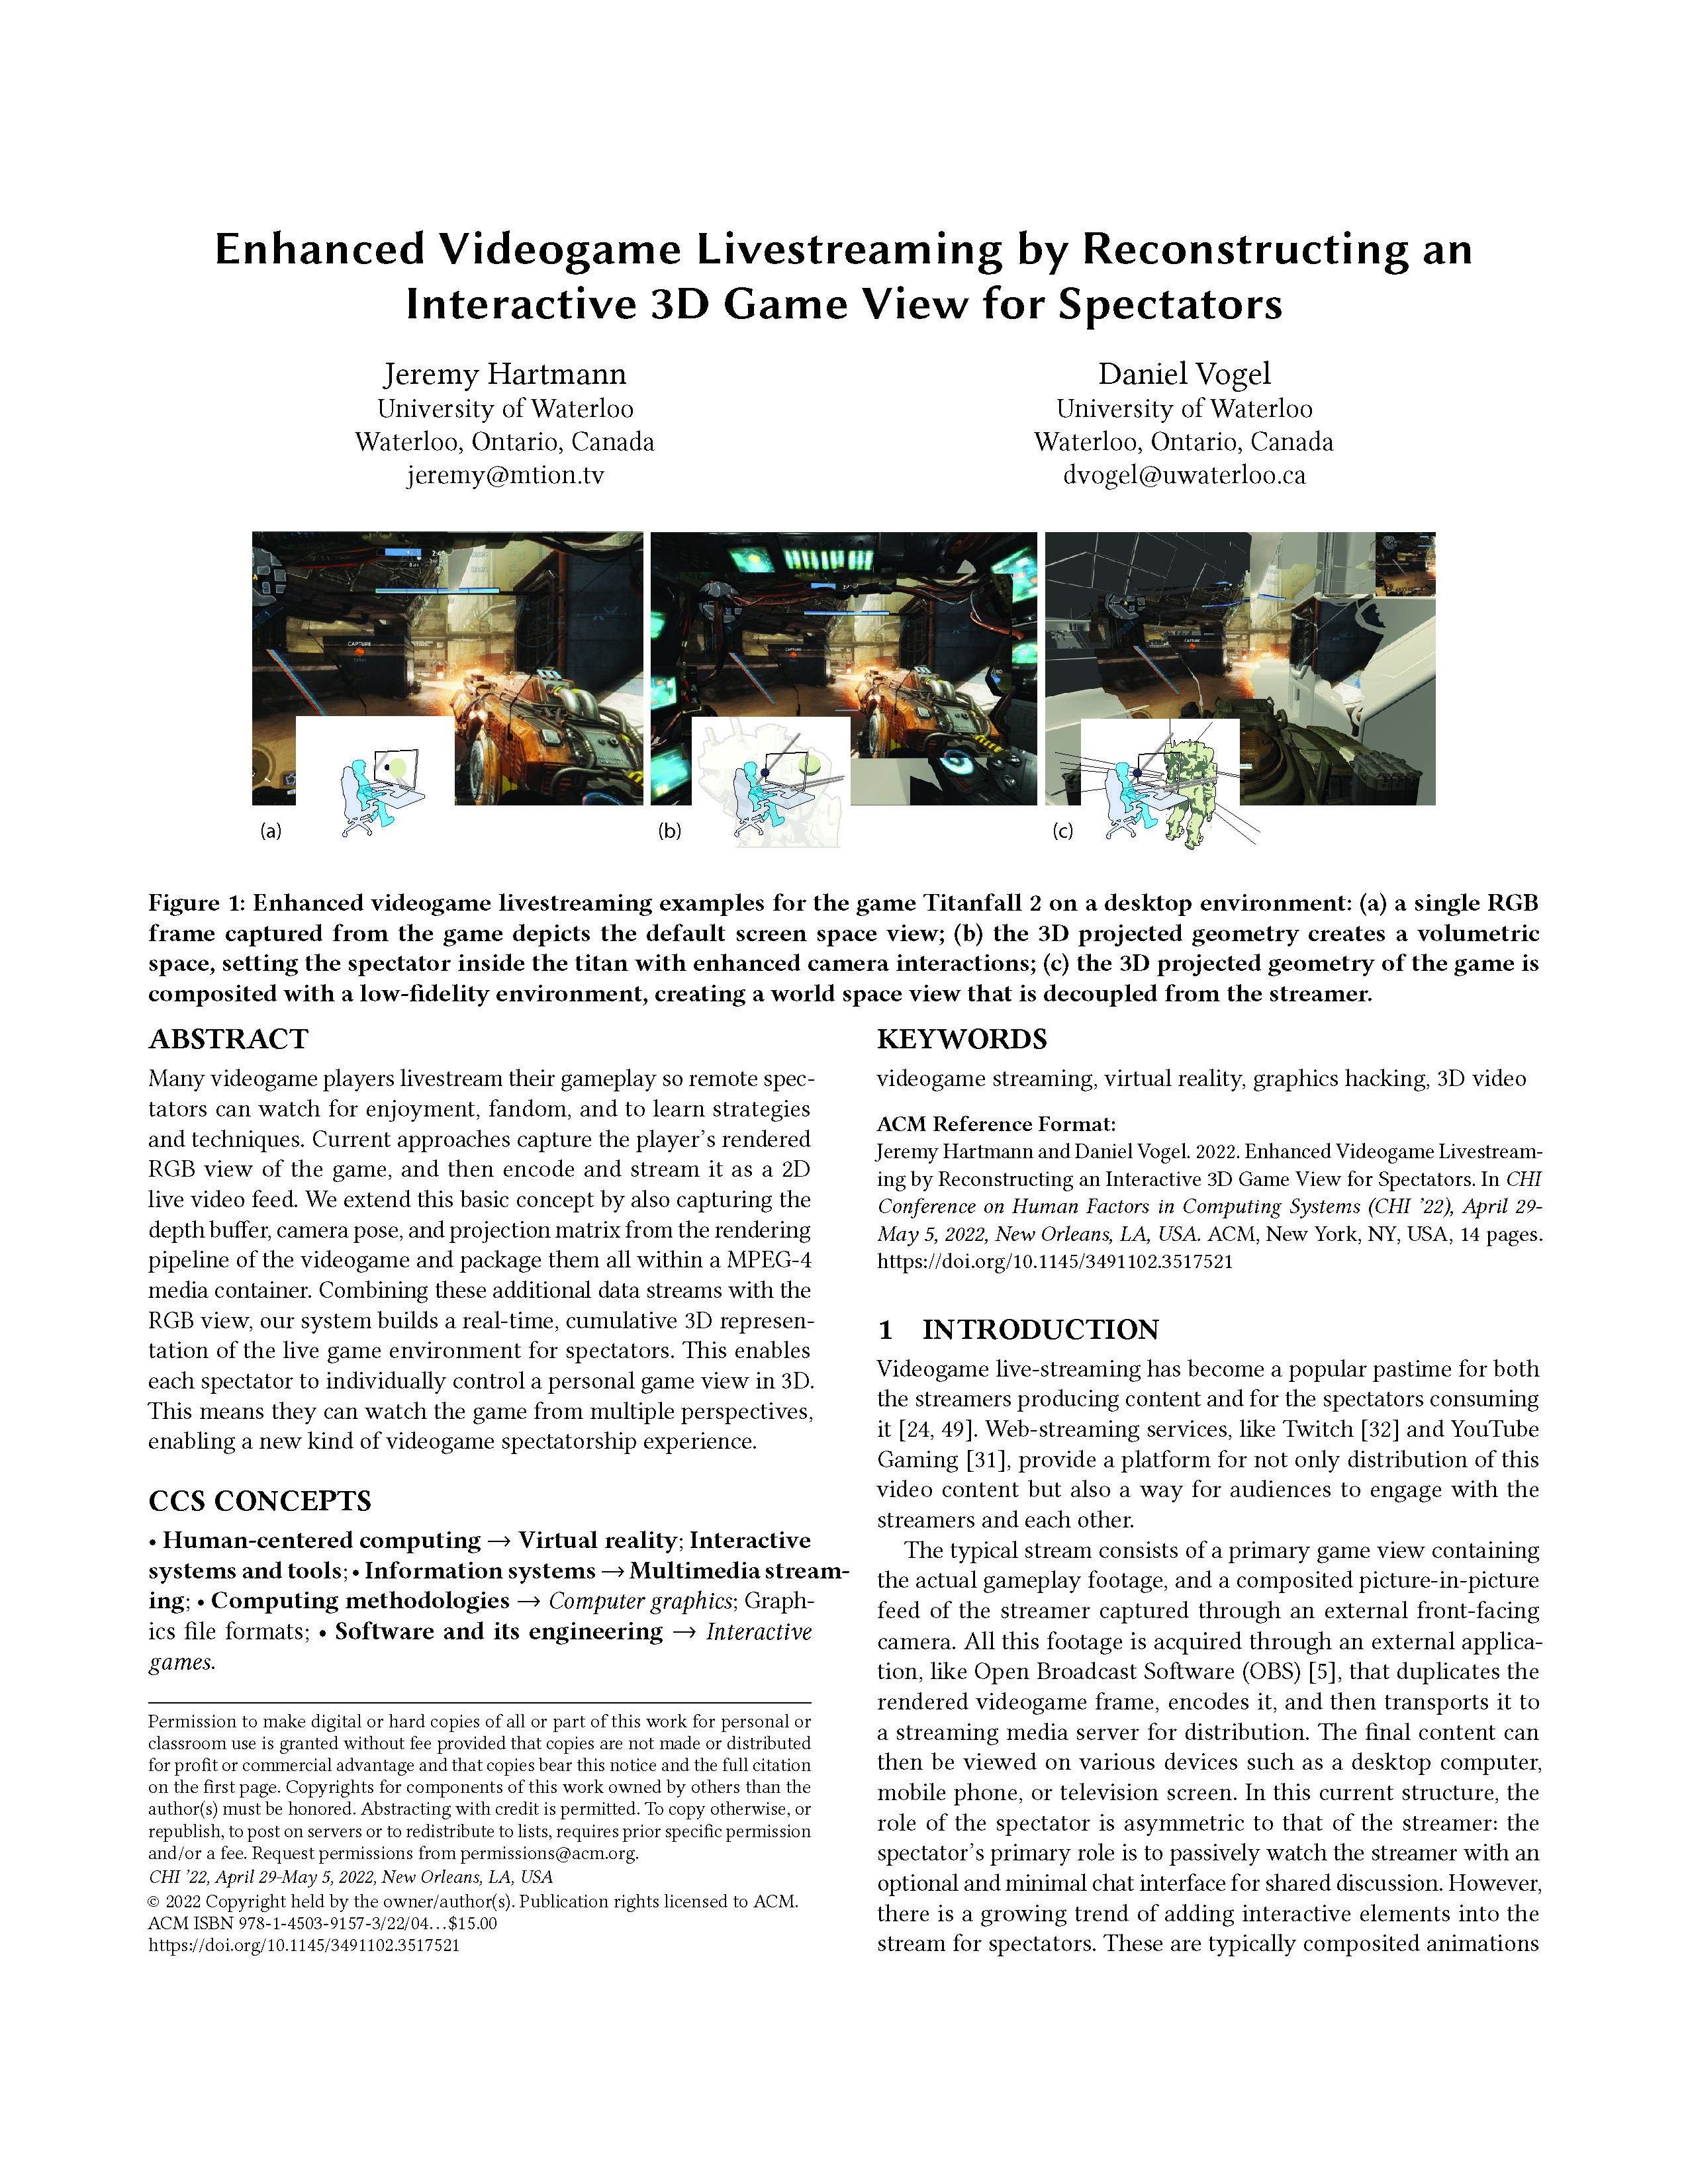 Enhanced Videogame Livestreaming by Reconstructing an
Interactive 3D Game View for Spectators
Jeremy Hartmann
University of Waterloo
Waterloo, Ontario, Canada
jeremy@mtion.tv
Daniel Vogel
University of Waterloo
Waterloo, Ontario, Canada
dvogel@uwaterloo.ca
CAPTURE
CAPTURE
CAPTURE
(a)
(b)
(c)
Figure 1: Enhanced videogame livestreaming examples for the game Titanfall 2 on a desktop environment: (a) a single RGB
frame captured from the game depicts the default screen space view; (b) the 3D projected geometry creates a volumetric
space, setting the spectator inside the titan with enhanced camera interactions; (c) the 3D projected geometry of the game is
composited with a low-fidelity environment, creating a world space view that is decoupled from the streamer.
ABSTRACT
Many videogame players livestream their gameplay so remote spec-
tators can watch for enjoyment, fandom, and to learn strategies
and techniques. Current approaches capture the player's rendered
RGB view of the game, and then encode and stream it as a 2D
live video feed. We extend this basic concept by also capturing the
depth buffer, camera pose, and projection matrix from the rendering
pipeline of the videogame and package them all within a MPEG-4
media container. Combining these additional data streams with the
RGB view, our system builds a real-time, cumulative 3D represen-
tation of the live game environment for spectators. This enables
each spectator to individually control a personal game view in 3D.
This means they can watch the game from multiple perspectives,
enabling a new kind of videogame spectatorship experience.
CCS CONCEPTS
• Human-centered computing → Virtual reality; Interactive
systems and tools; • Information systems → Multimedia stream-
ing; • Computing methodologies → Computer graphics; Graph-
ics file formats; • Software and its engineering → Interactive
games.
Permission to make digital or hard copies of all or part of this work for personal or
classroom use is granted without fee provided that copies are not made or distributed
for profit or commercial advantage and that copies bear this notice and the full citation
on the first page. Copyrights for components of this work owned by others than the
author(s) must be honored. Abstracting with credit is permitted. To copy otherwise, or
republish, to post on servers or to redistribute to lists, requires prior specific permission
and/or a fee. Request permissions from permissions@acm.org.
CHI '22, April 29-May 5, 2022, New Orleans, LA, USA
© 2022 Copyright held by the owner/author(s). Publication rights licensed to ACM.
ACM ISBN 978-1-4503-9157-3/22/04…$15.00
https://doi.org/10.1145/3491102.3517521
KEYWORDS
videogame streaming, virtual reality, graphics hacking, 3D video
ACM Reference Format:
Jeremy Hartmann and Daniel Vogel. 2022. Enhanced Videogame Livestream-
ing by Reconstructing an Interactive 3D Game View for Spectators. In CHI
Conference on Human Factors in Computing Systems (CHI '22), April 29-
May 5, 2022, New Orleans, LA, USA. ACM, New York, NY, USA, 14 pages.
https://doi.org/10.1145/3491102.3517521
1 INTRODUCTION
Videogame live-streaming has become a popular pastime for both
the streamers producing content and for the spectators consuming
it [24, 49]. Web-streaming services, like Twitch [32] and YouTube
Gaming [31], provide a platform for not only distribution of this
video content but also a way for audiences to engage with the
streamers and each other.
The typical stream consists of a primary game view containing
the actual gameplay footage, and a composited picture-in-picture
feed of the streamer captured through an external front-facing
camera. All this footage is acquired through an external applica-
tion, like Open Broadcast Software (OBS) [5], that duplicates the
rendered videogame frame, encodes it, and then transports it to
a streaming media server for distribution. The final content can
then be viewed on various devices such as a desktop computer,
mobile phone, or television screen. In this current structure, the
role of the spectator is asymmetric to that of the streamer: the
spectator's primary role is to passively watch the streamer with an
optional and minimal chat interface for shared discussion. However,
there is a growing trend of adding interactive elements into the
stream for spectators. These are typically composited animations